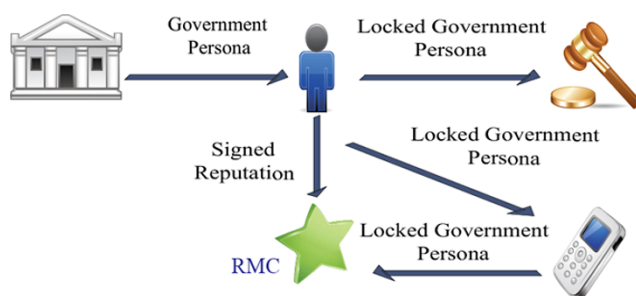 Government
Persona
Locked Government
Persona
Locked Government
Persona
Signed
Reputation
Locked Government
Persona
RMC